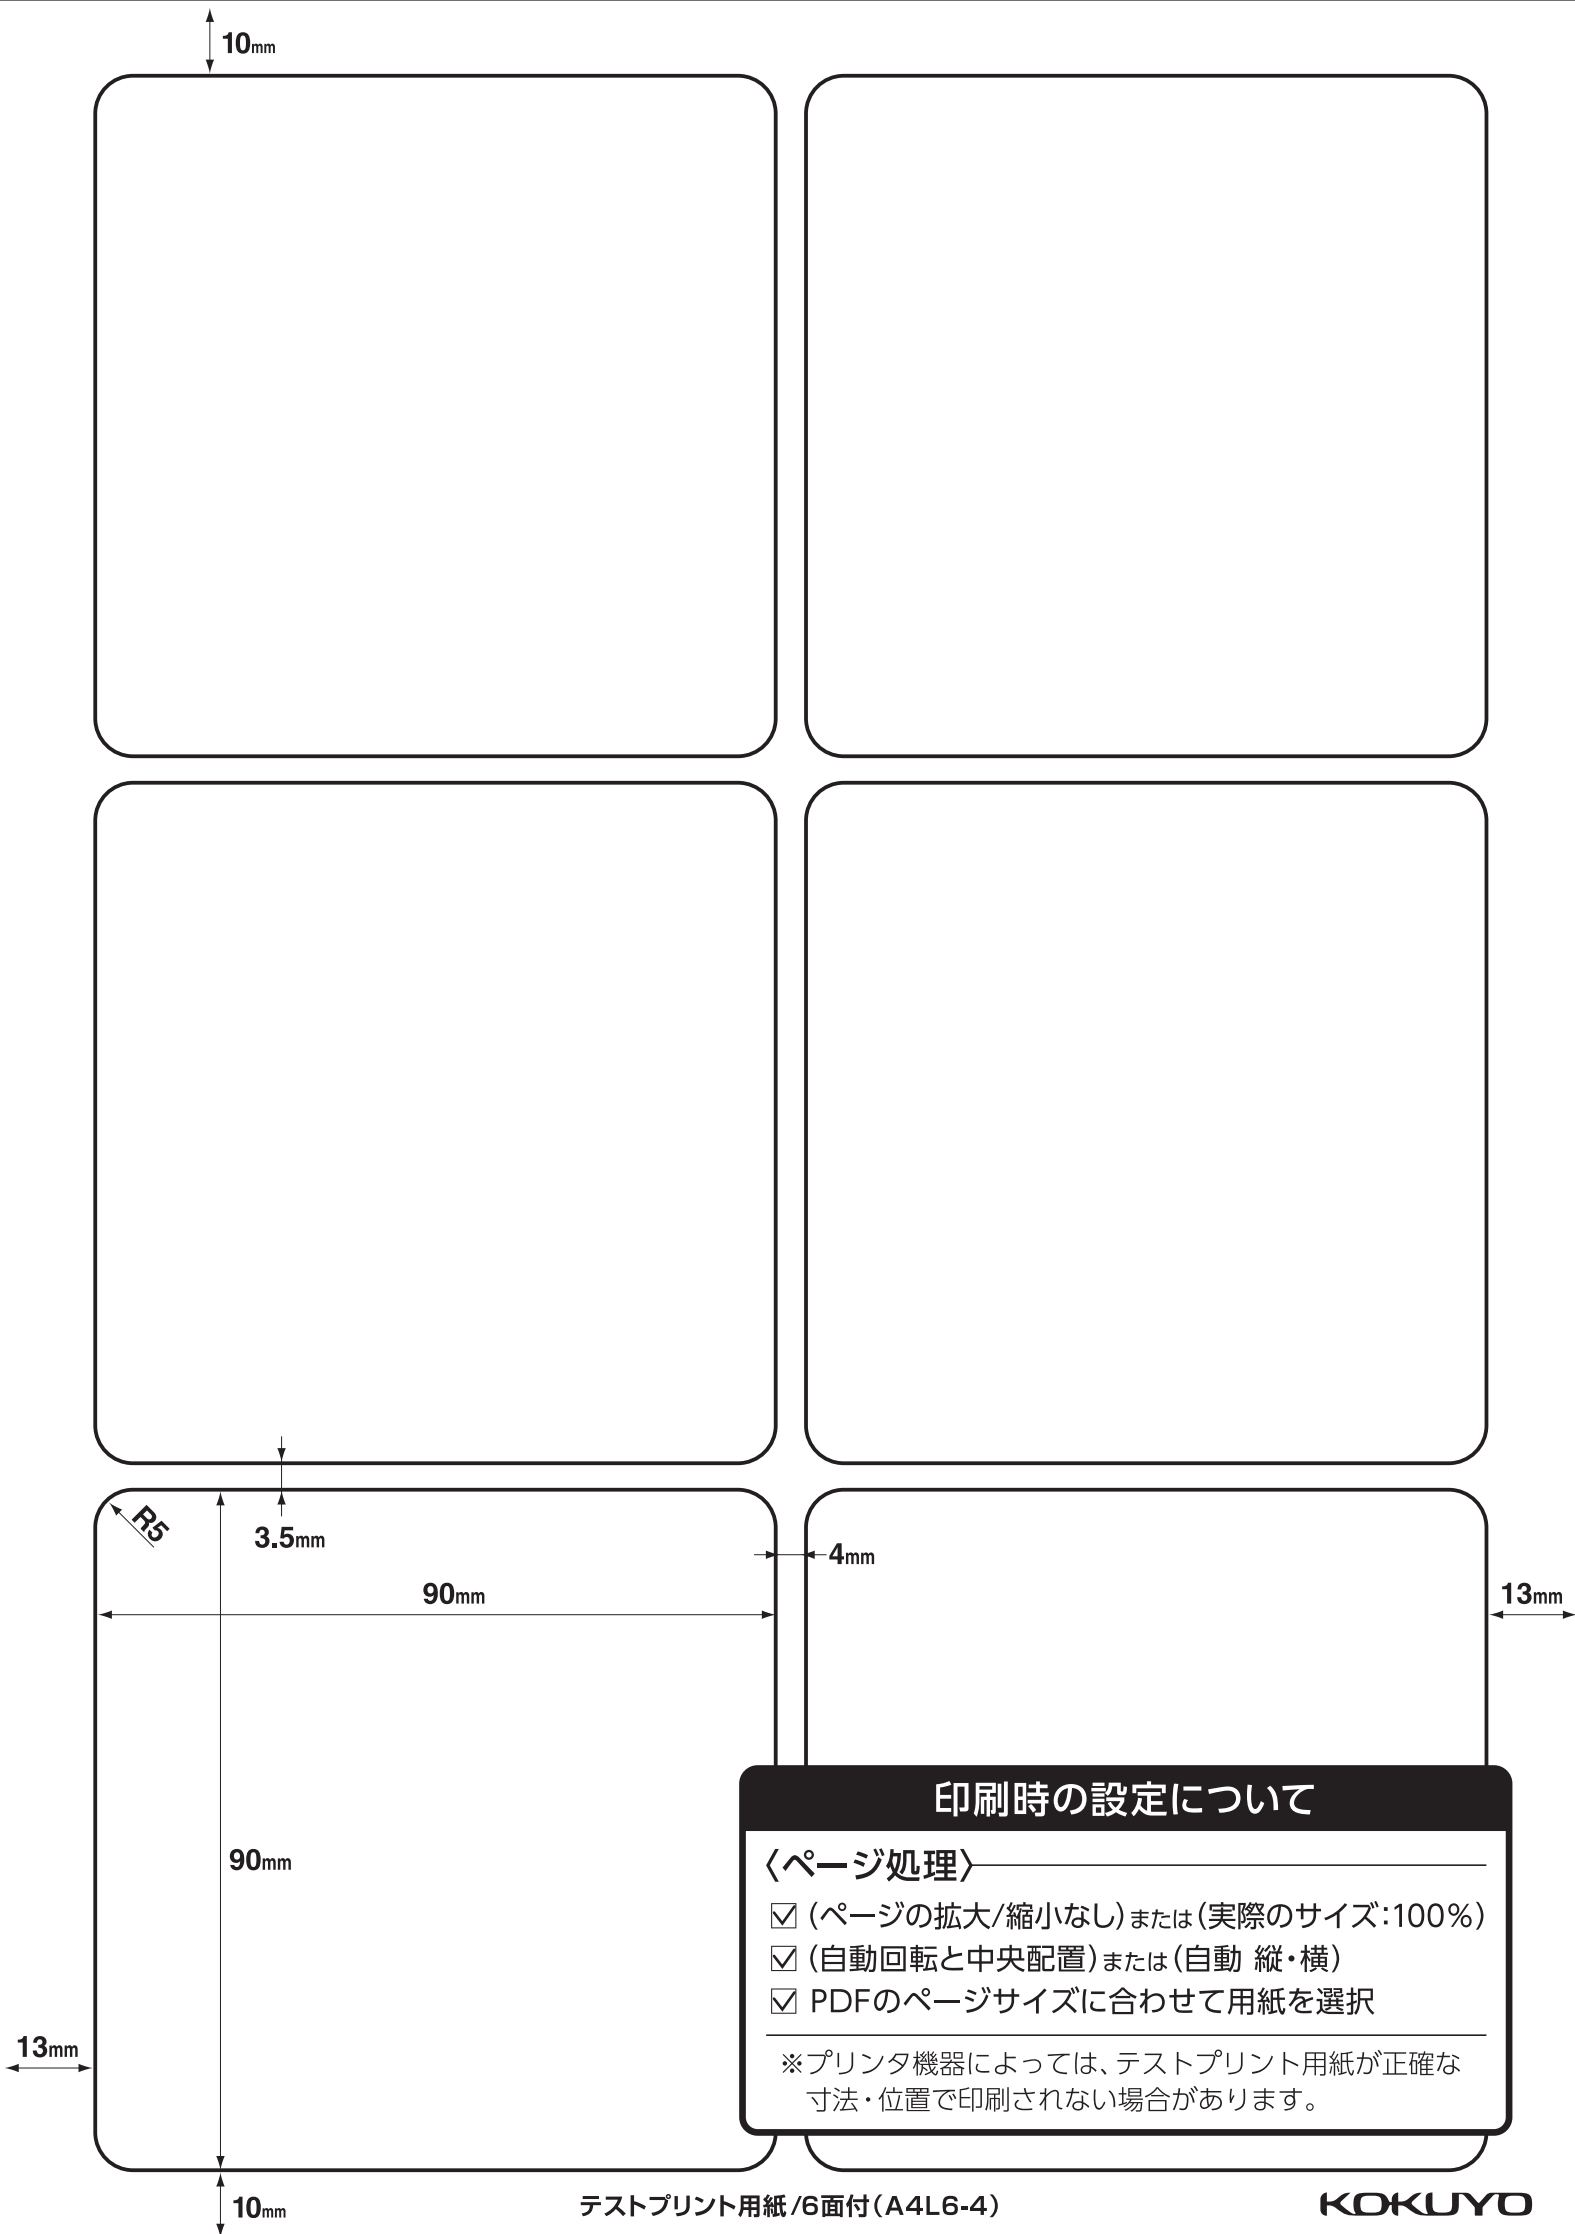 10mm
R5
3.5mm
4mm
90mm
13mm
90mm
印刷時の設定について
〈ページ処理〉
☑（ページの拡大/縮小なし）または（実際のサイズ：100%）
☑（自動回転と中央配置）または（自動 縦・横）
☑ PDFのページサイズに合わせて用紙を選択
※プリンタ機器によっては、テストプリント用紙が正確な
寸法・位置で印刷されない場合があります。
13mm
10mm
テストプリント用紙/6面付（A4L6-4）
KOKUYO